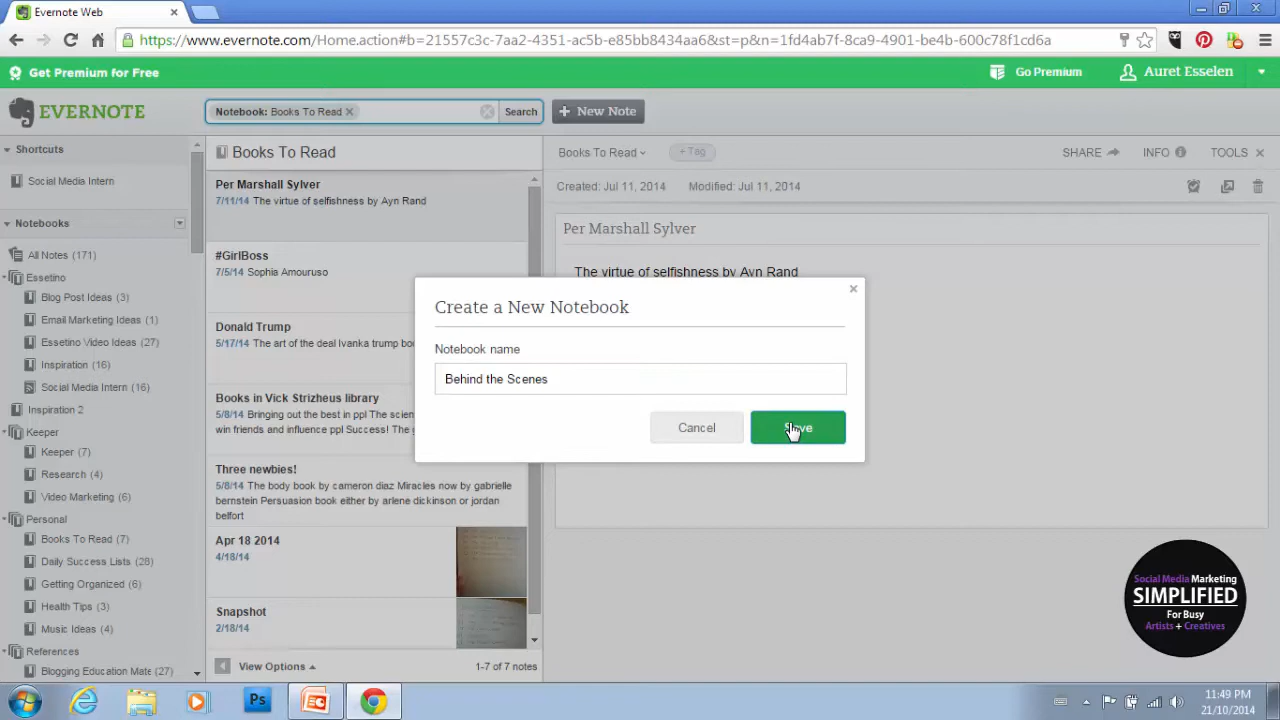 Evernote Web
https://www.evernote.com/Home.action#b=21557c3c-7aa2-4351-ac5b-e85bb8434aa6&st=p&n=1fd4ab7f-8ca9-4901-be4b-600c78f1cd6a
Get Premium for Free
Go Premium
Auret Esselen
EVERNOTE
Notebook: Books To Read
Search
+ New Note
Shortcuts
Social Media Intern
Notebooks
All Notes (171)
Essetino
Blog Post Ideas (3)
Email Marketing Ideas (1)
Essetino Video Ideas (27)
Inspiration (16)
Social Media Intern (16)
Inspiration 2
Keeper
Keeper (7)
Research (4)
Video Marketing (6)
Personal
Books To Read (7)
Daily Success Lists (28)
Getting Organized (6)
Health Tips (3)
Music Ideas (4)
References
Blogging Education Mate (27)
Books To Read
Per Marshall Sylver
7/11/14 The virtue of selfishness by Ayn Rand
#GirlBoss
7/5/14 Sophia Amouruso
Donald Trump
5/17/14 The art of the deal Ivanka trump bo
Books in Vick Strizheus library
5/8/14 Bringing out the best in ppl The scien
win friends and influence ppl Success! The
Three newbies!
5/8/14 The body book by cameron diaz Miracles now by gabrielle
bernstein Persuasion book either by arlene dickinson or jordan
belfort
Apr 18 2014
4/18/14
Snapshot
2/18/14
View Options
1-7 of 7 notes
Books To Read
+ Tag
SHARE
INFO
TOOLS
Created: Jul 11, 2014
Modified: Jul 11, 2014
Per Marshall Sylver
The virtue of selfishness by Ayn Rand
Create a New Notebook
Notebook name
Behind the Scenes
Cancel
Save
Social Media Marketing
SIMPLIFIED
For Busy
Artists + Creatives
Ps
11:49 PM
21/10/2014